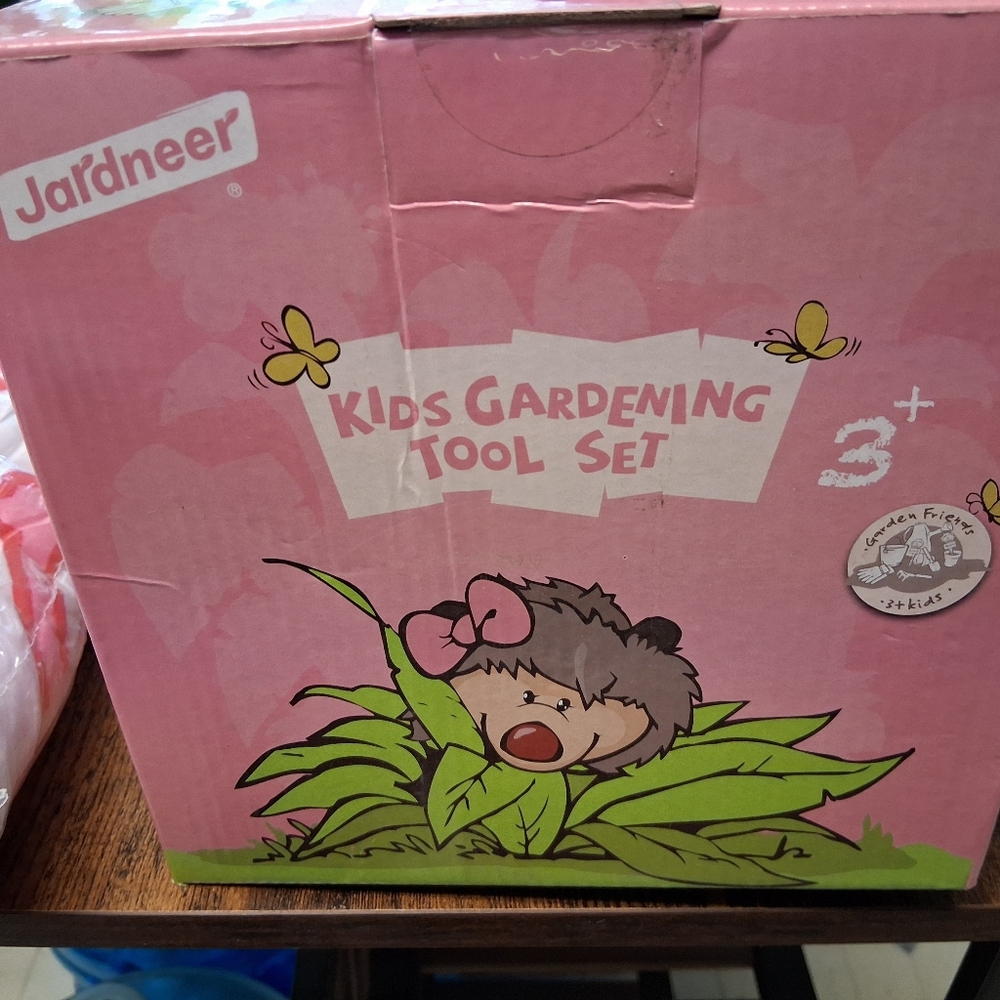 Jardneer
®
KIDS GARDENING
TOOL SET
3+
Garden Friends
3+kids